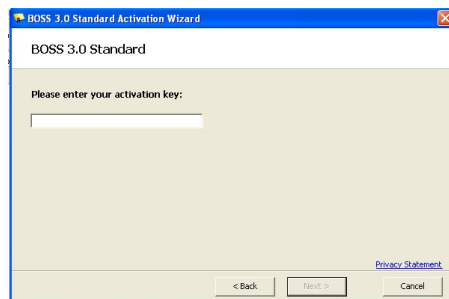 BOSS 3.0 Standard Activation Wizard
BOSS 3.0 Standard
Please enter your activation key:
Privacy Statement
< Back Next > Cancel